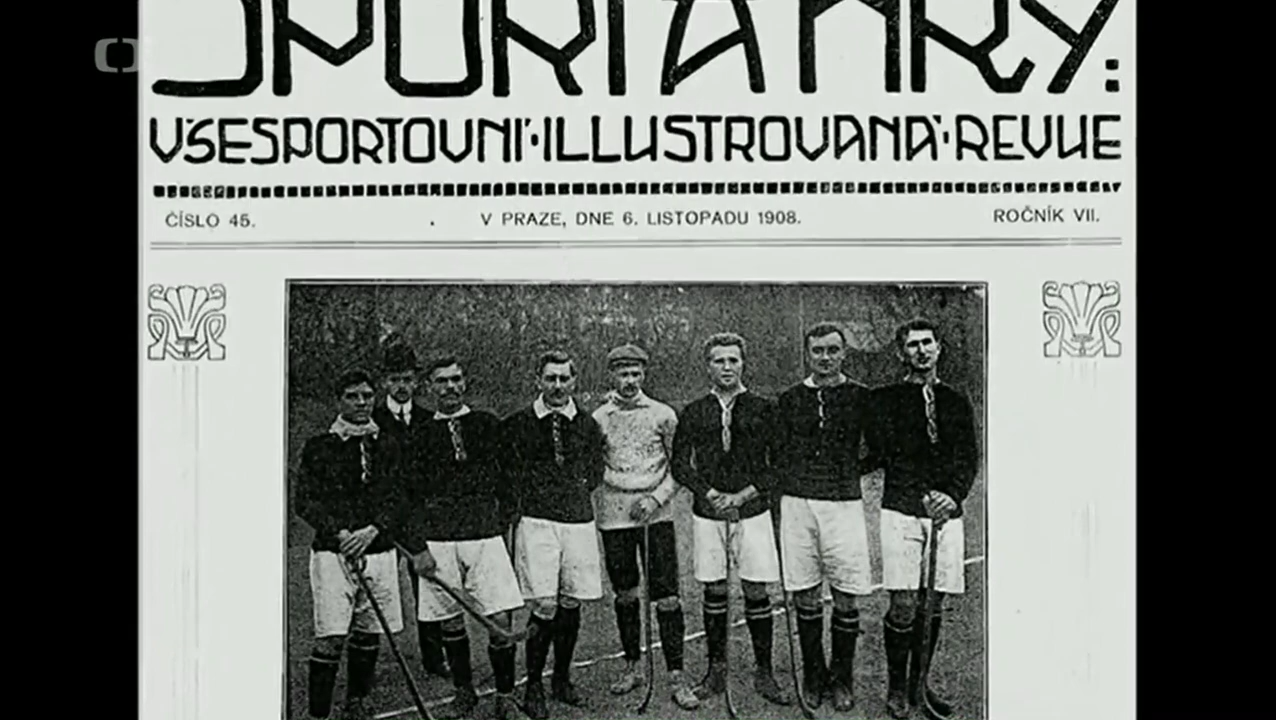 SPORT A HRY:
VŠESPORTOVNÍ·ILLUSTROVANÁ·REVUE
ČÍSLO 45. V PRAZE, DNE 6. LISTOPADU 1908. ROČNÍK VII.